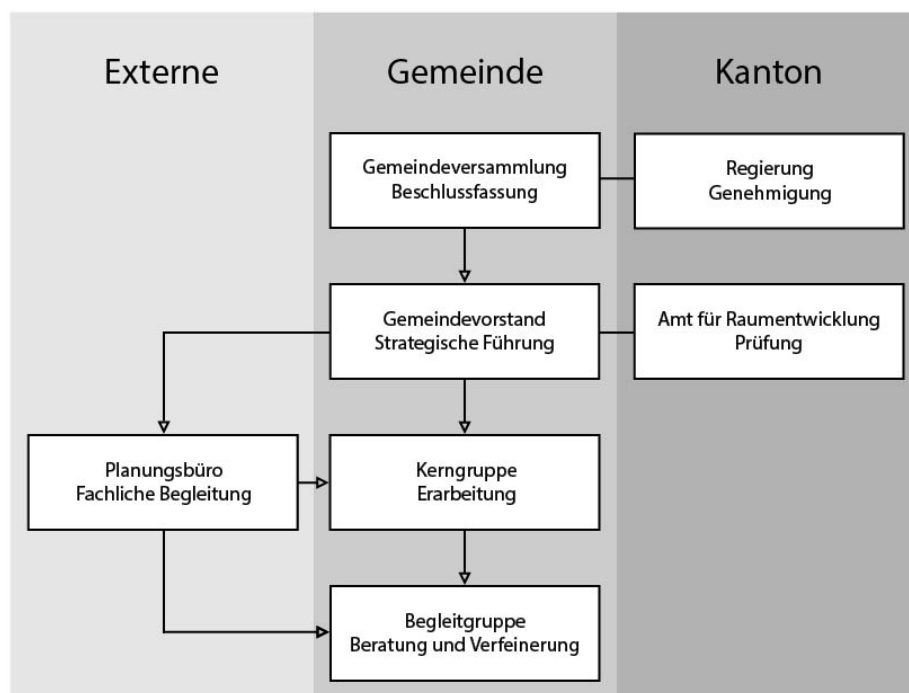 Externe
Gemeinde
Kanton
Gemeindeversammlung
Beschlussfassung
Regierung
Genehmigung
Gemeindevorstand
Strategische Führung
Amt für Raumentwicklung
Prüfung
Planungsbüro
Fachliche Begleitung
Kerngruppe
Erarbeitung
Begleitgruppe
Beratung und Verfeinerung